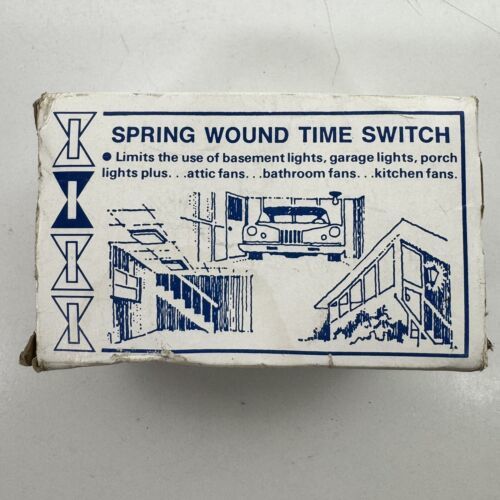 SPRING WOUND TIME SWITCH
● Limits the use of basement lights, garage lights, porch
lights plus...attic fans...bathroom fans...kitchen fans.